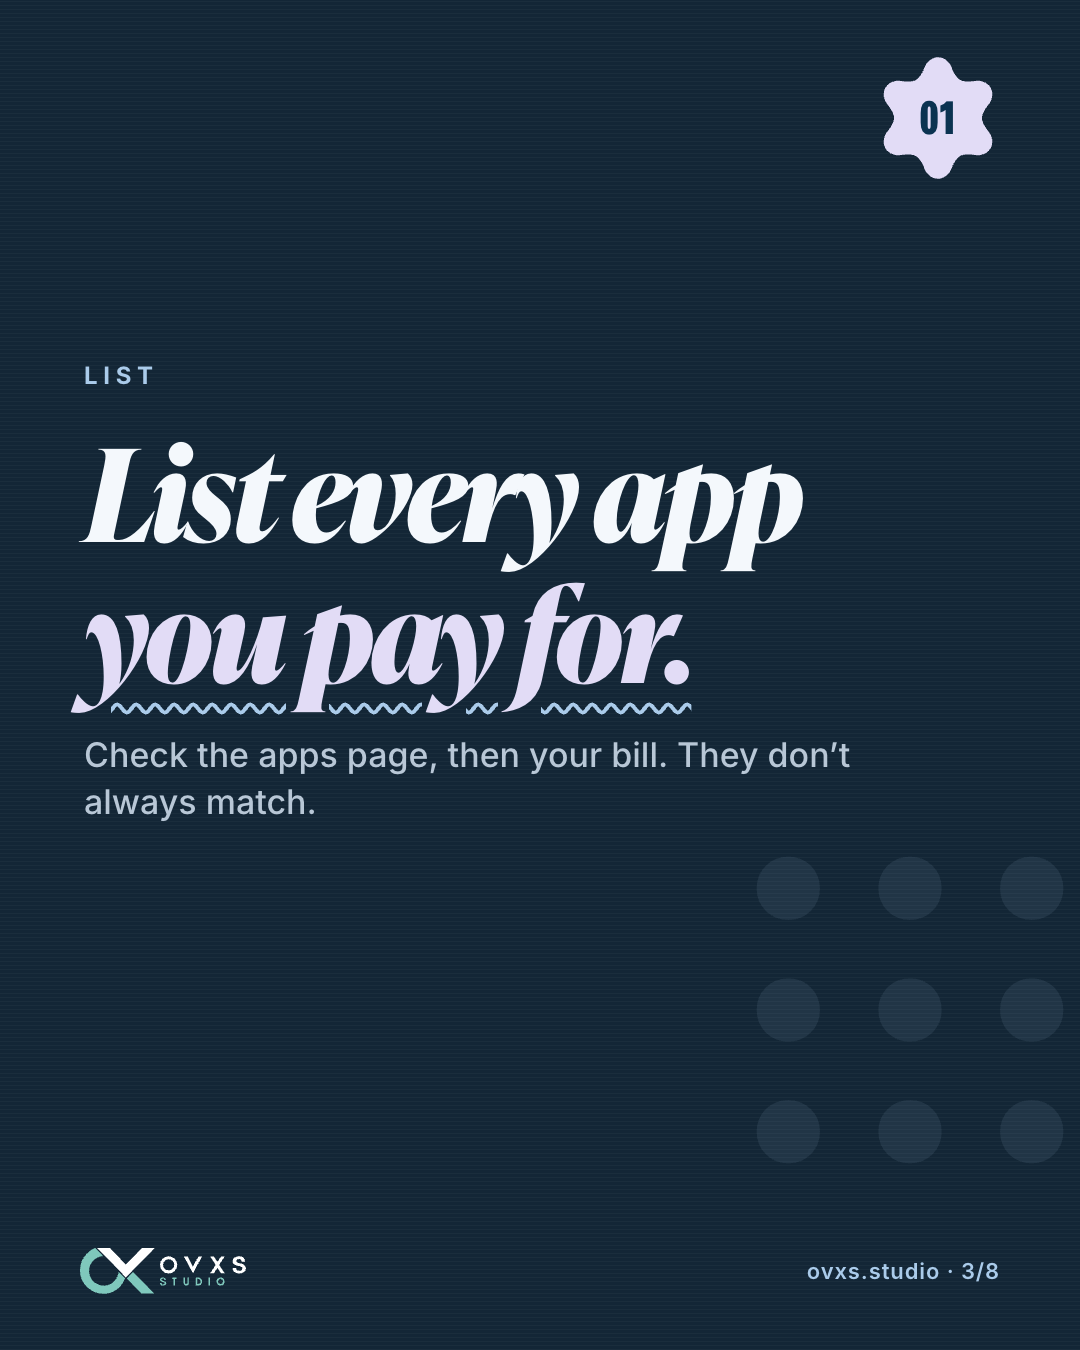 01
LIST
List every app
you pay for.
Check the apps page, then your bill. They don’t
always match.
OVXS
STUDIO
ovxs.studio · 3/8